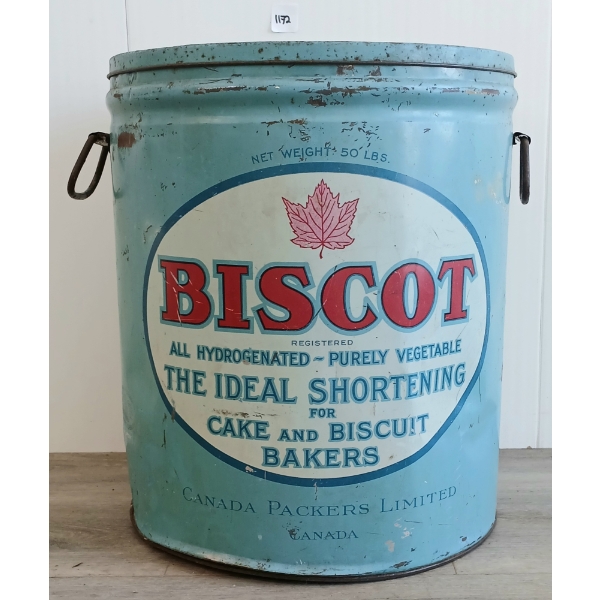 1172
NET WEIGHT 50 LBS.
BISCOT
REGISTERED
ALL HYDROGENATED ~ PURELY VEGETABLE
THE IDEAL SHORTENING
FOR
CAKE AND BISCUIT
BAKERS
CANADA PACKERS LIMITED
CANADA